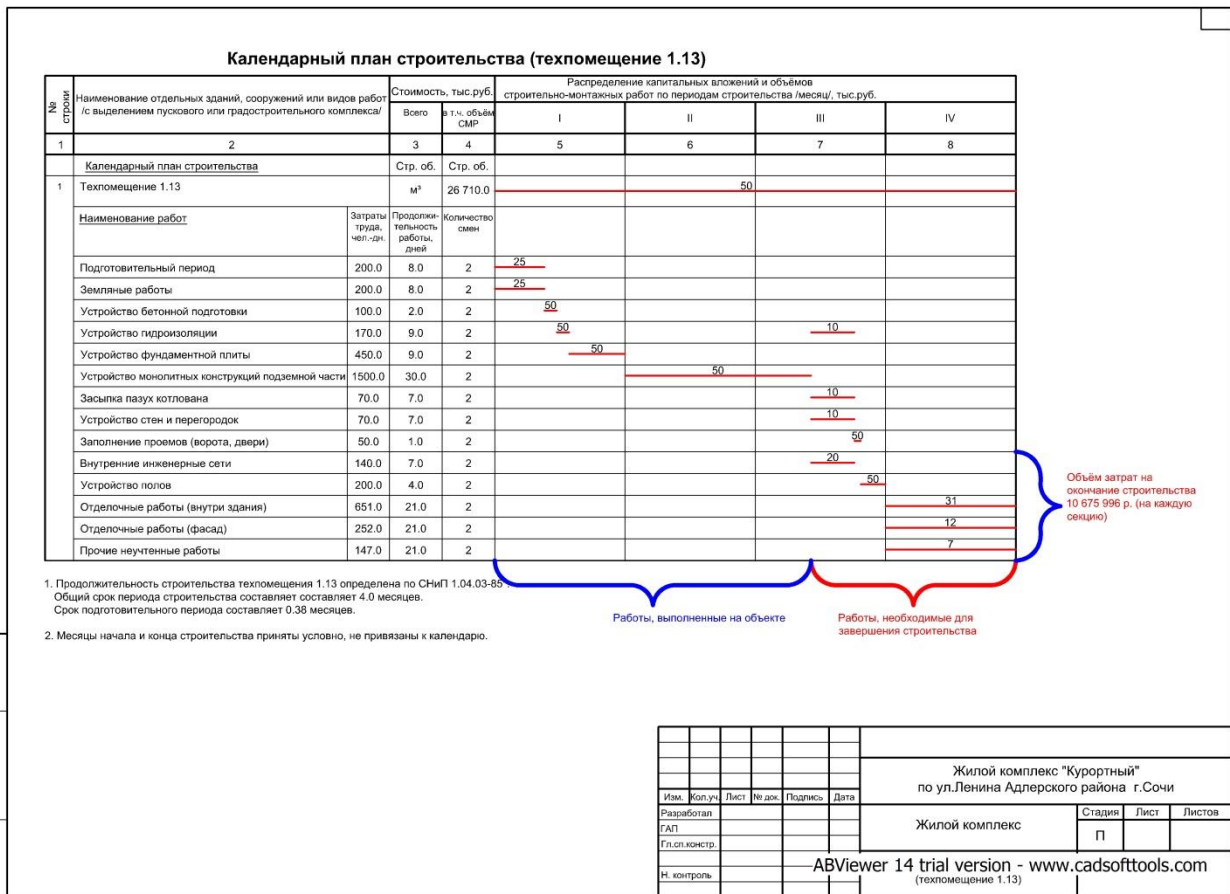 Календарный план строительства (техпомещение 1.13)
№ строки
Наименование отдельных зданий, сооружений или видов работ
/с выделением пускового или градостроительного комплекса/
Стоимость, тыс.руб.
Всего
в т.ч. объём
СМР
Распределение капитальных вложений и объёмов
строительно-монтажных работ по периодам строительства /месяц/, тыс.руб.
I II III IV
1 2 3 4 5 6 7 8
Календарный план строительства Стр. об. Стр. об.
1 Техпомещение 1.13 м³ 26 710.0 50
Наименование работ
Затраты
труда,
чел.-дн.
Продолжи-
тельность
работы,
дней
Количество
смен
Подготовительный период 200.0 8.0 2 25
Земляные работы 200.0 8.0 2 25
Устройство бетонной подготовки 100.0 2.0 2 50
Устройство гидроизоляции 170.0 9.0 2 50 10
Устройство фундаментной плиты 450.0 9.0 2 50
Устройство монолитных конструкций подземной части 1500.0 30.0 2 50
Засыпка пазух котлована 70.0 7.0 2 10
Устройство стен и перегородок 70.0 7.0 2 10
Заполнение проемов (ворота, двери) 50.0 1.0 2 50
Внутренние инженерные сети 140.0 7.0 2 20
Устройство полов 200.0 4.0 2 50
Отделочные работы (внутри здания) 651.0 21.0 2 31
Отделочные работы (фасад) 252.0 21.0 2 12
Прочие неучтенные работы 147.0 21.0 2 7
Объём затрат на
окончание строительства
10 675 996 р. (на каждую
секцию)
1. Продолжительность строительства техпомещения 1.13 определена по СНиП 1.04.03-85*.
Общий срок периода строительства составляет составляет 4.0 месяцев.
Срок подготовительного периода составляет 0.38 месяцев.
2. Месяцы начала и конца строительства приняты условно, не привязаны к календарю.
Работы, выполненные на объекте
Работы, необходимые для
завершения строительства
Жилой комплекс "Курортный"
по ул.Ленина Адлерского района г.Сочи
Изм. Кол.уч. Лист № док. Подпись Дата
Разработал
ГАП
Гл.сп.констр.
Н. контроль
Жилой комплекс
Стадия Лист Листов
П
ABViewer 14 trial version - www.cadsofttools.com
(техпомещение 1.13)